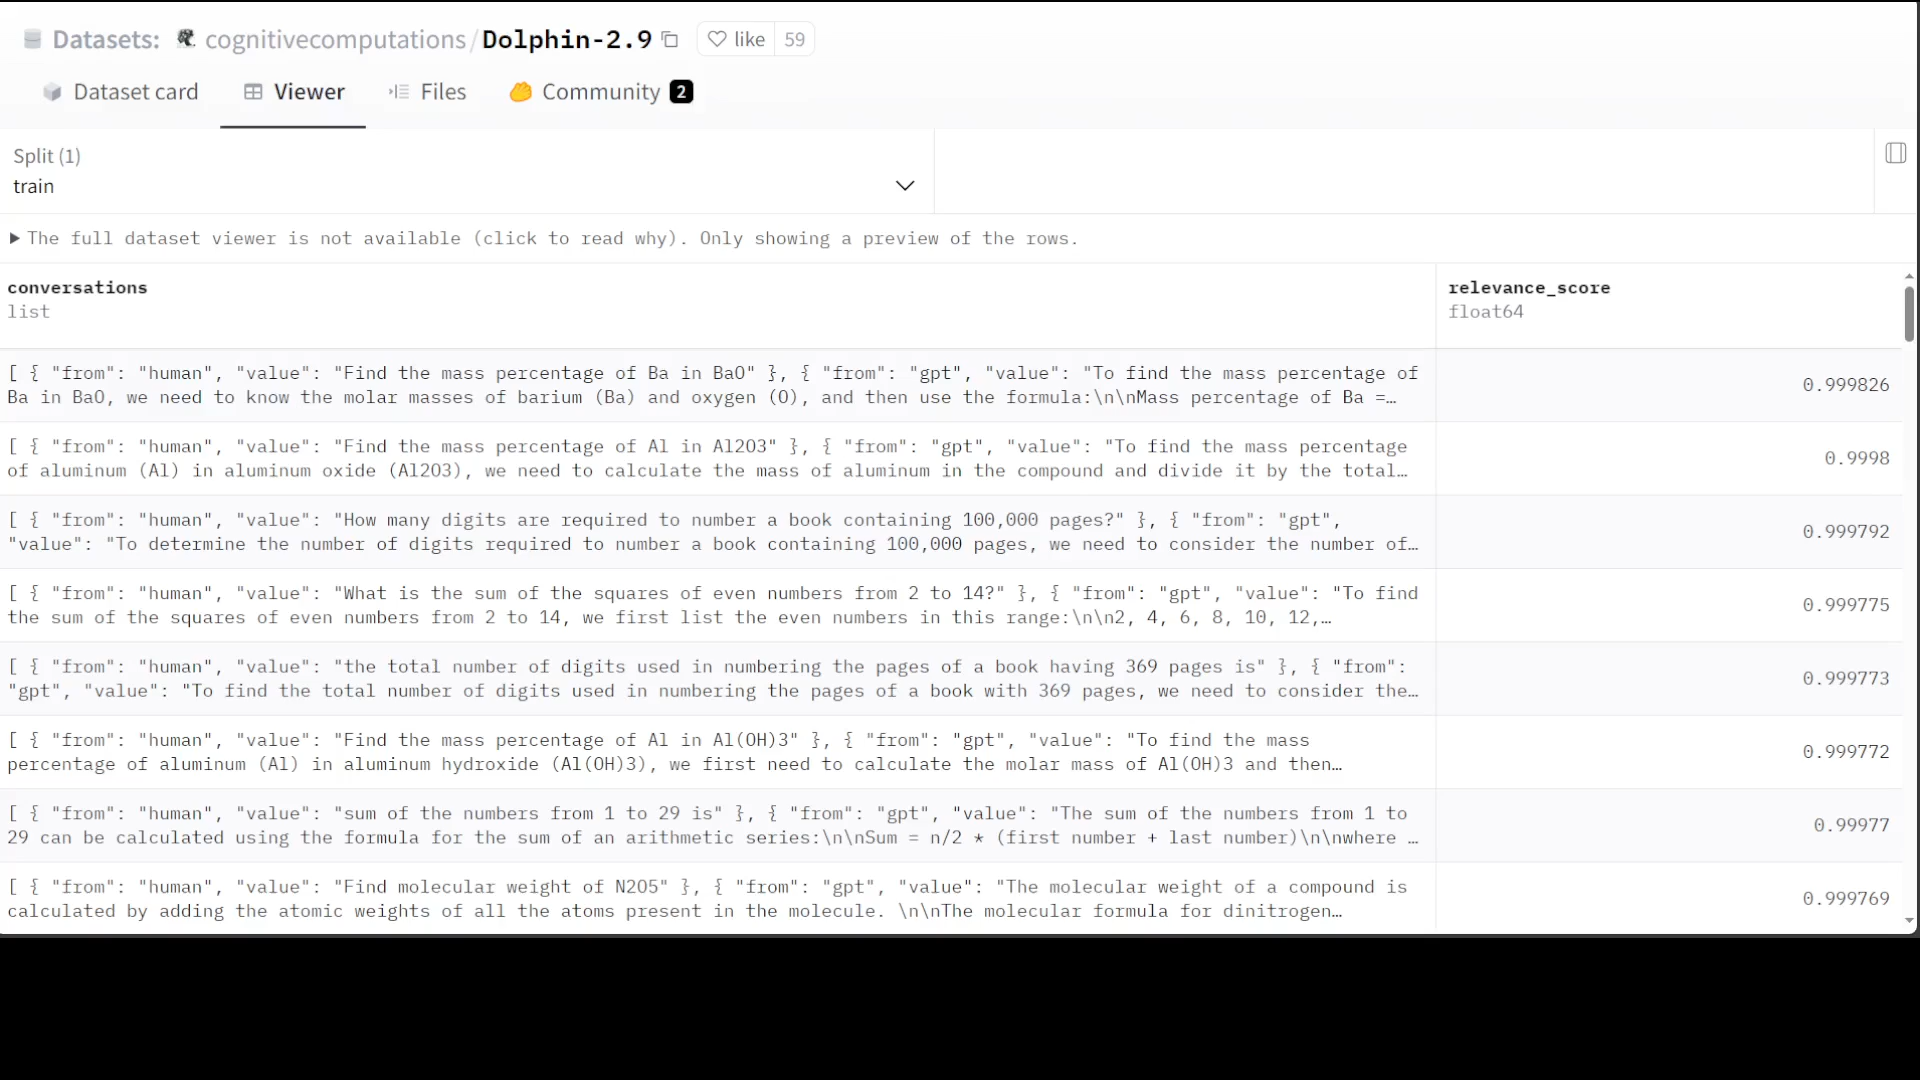 Datasets: cognitivecomputations/Dolphin-2.9 like 59
Dataset card Viewer Files Community 2
Split (1)
train
The full dataset viewer is not available (click to read why). Only showing a preview of the rows.
conversations relevance_score
list float64
[ { "from": "human", "value": "Find the mass percentage of Ba in BaO" }, { "from": "gpt", "value": "To find the mass percentage of
Ba in BaO, we need to know the molar masses of barium (Ba) and oxygen (O), and then use the formula:\n\nMass percentage of Ba =…
0.999826
[ { "from": "human", "value": "Find the mass percentage of Al in Al2O3" }, { "from": "gpt", "value": "To find the mass percentage
of aluminum (Al) in aluminum oxide (Al2O3), we need to calculate the mass of aluminum in the compound and divide it by the total…
0.9998
[ { "from": "human", "value": "How many digits are required to number a book containing 100,000 pages?" }, { "from": "gpt",
"value": "To determine the number of digits required to number a book containing 100,000 pages, we need to consider the number of…
0.999792
[ { "from": "human", "value": "What is the sum of the squares of even numbers from 2 to 14?" }, { "from": "gpt", "value": "To find
the sum of the squares of even numbers from 2 to 14, we first list the even numbers in this range:\n\n2, 4, 6, 8, 10, 12,…
0.999775
[ { "from": "human", "value": "the total number of digits used in numbering the pages of a book having 369 pages is" }, { "from":
"gpt", "value": "To find the total number of digits used in numbering the pages of a book with 369 pages, we need to consider the…
0.999773
[ { "from": "human", "value": "Find the mass percentage of Al in Al(OH)3" }, { "from": "gpt", "value": "To find the mass
percentage of aluminum (Al) in aluminum hydroxide (Al(OH)3), we first need to calculate the molar mass of Al(OH)3 and then…
0.999772
[ { "from": "human", "value": "sum of the numbers from 1 to 29 is" }, { "from": "gpt", "value": "The sum of the numbers from 1 to
29 can be calculated using the formula for the sum of an arithmetic series:\n\nSum = n/2 * (first number + last number)\n\nwhere …
0.99977
[ { "from": "human", "value": "Find molecular weight of N2O5" }, { "from": "gpt", "value": "The molecular weight of a compound is
calculated by adding the atomic weights of all the atoms present in the molecule. \n\nThe molecular formula for dinitrogen…
0.999769